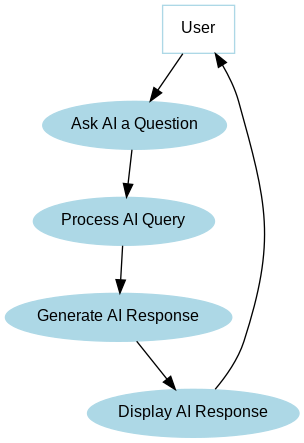 User
Ask AI a Question
Process AI Query
Generate AI Response
Display AI Response